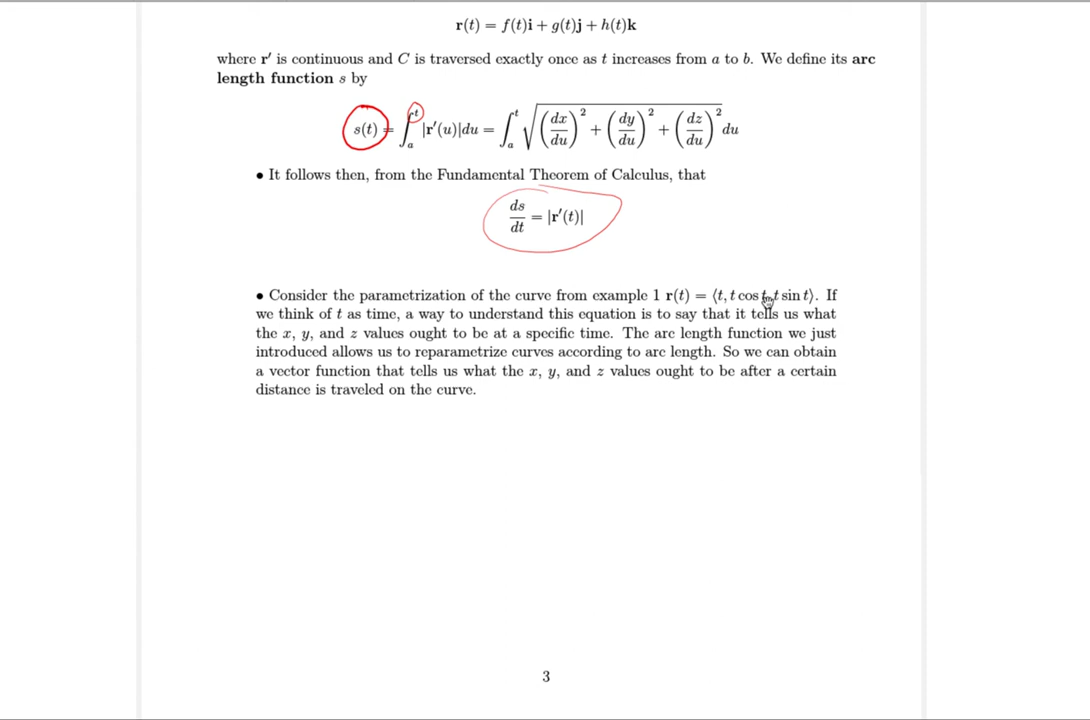 r(t) = f(t)i + g(t)j + h(t)k
where r′ is continuous and C is traversed exactly once as t increases from a to b. We define its arc
length function s by
s(t) = ∫ₐᵗ |r′(u)|du = ∫ₐᵗ √((dx/du)² + (dy/du)² + (dz/du)²) du
• It follows then, from the Fundamental Theorem of Calculus, that
ds/dt = |r′(t)|
• Consider the parametrization of the curve from example 1 r(t) = ⟨t, t cos t, t sin t⟩. If
we think of t as time, a way to understand this equation is to say that it tells us what
the x, y, and z values ought to be at a specific time. The arc length function we just
introduced allows us to reparametrize curves according to arc length. So we can obtain
a vector function that tells us what the x, y, and z values ought to be after a certain
distance is traveled on the curve.
3